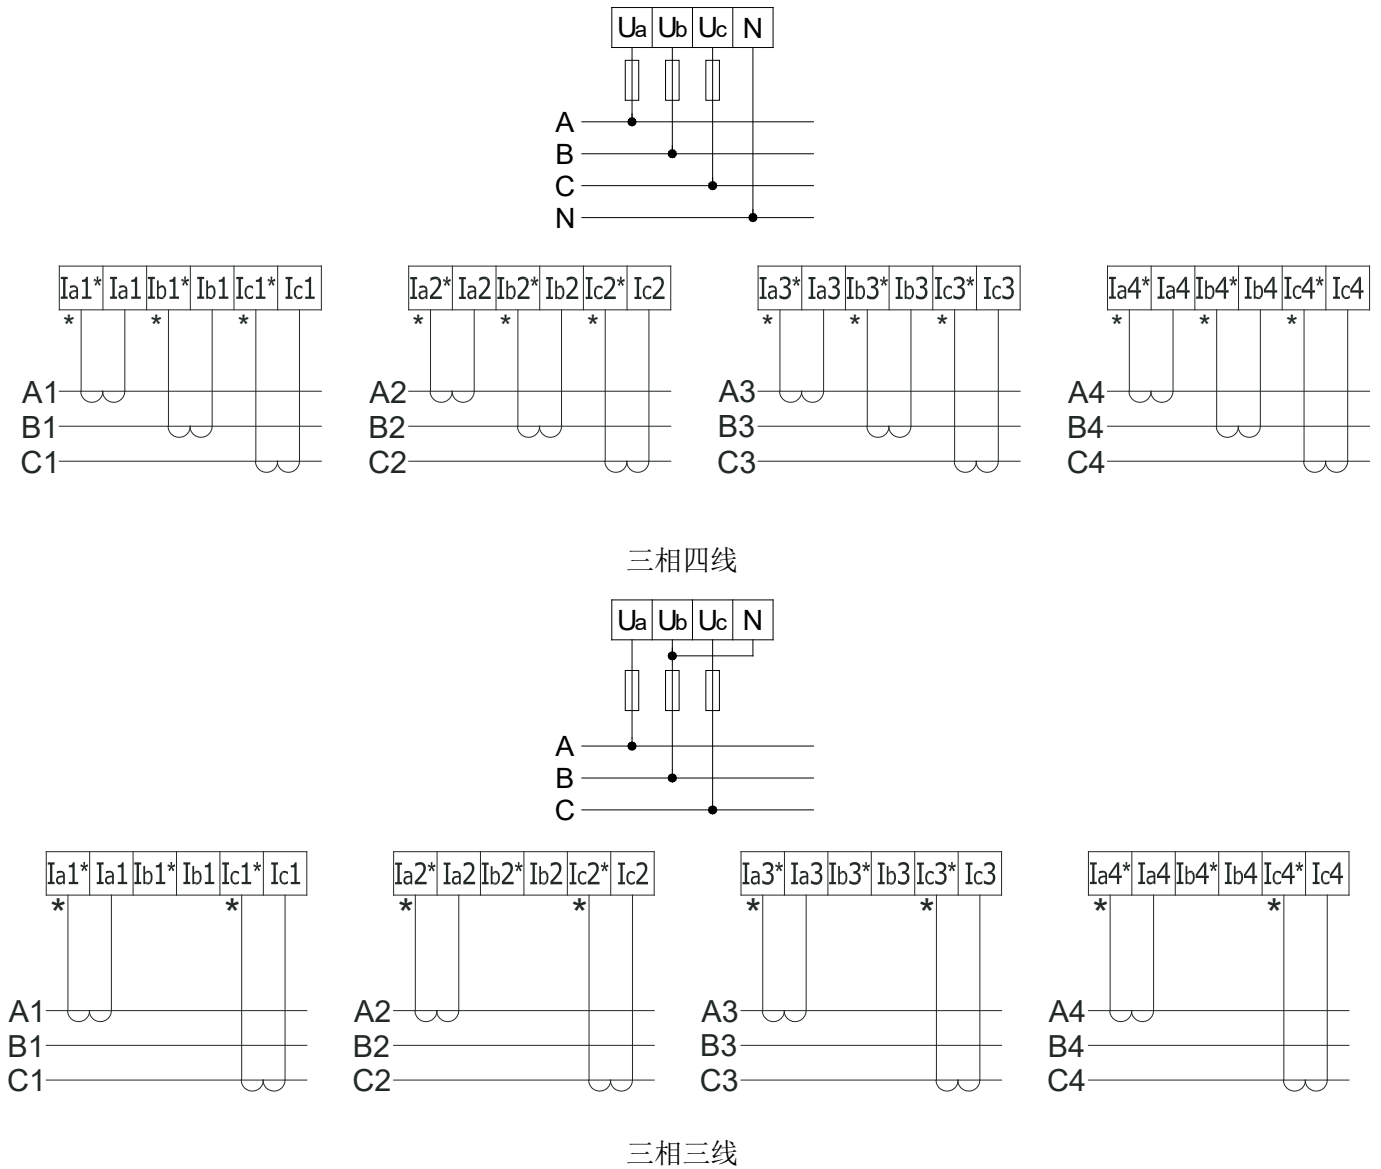 Ua Ub Uc N
A
B
C
N
Ia1* Ia1 Ib1* Ib1 Ic1* Ic1
* * *
A1
B1
C1
Ia2* Ia2 Ib2* Ib2 Ic2* Ic2
* * *
A2
B2
C2
Ia3* Ia3 Ib3* Ib3 Ic3* Ic3
* * *
A3
B3
C3
Ia4* Ia4 Ib4* Ib4 Ic4* Ic4
* * *
A4
B4
C4
三相四线
Ua Ub Uc N
A
B
C
Ia1* Ia1 Ib1* Ib1 Ic1* Ic1
* *
A1
B1
C1
Ia2* Ia2 Ib2* Ib2 Ic2* Ic2
* *
A2
B2
C2
Ia3* Ia3 Ib3* Ib3 Ic3* Ic3
* *
A3
B3
C3
Ia4* Ia4 Ib4* Ib4 Ic4* Ic4
* *
A4
B4
C4
三相三线